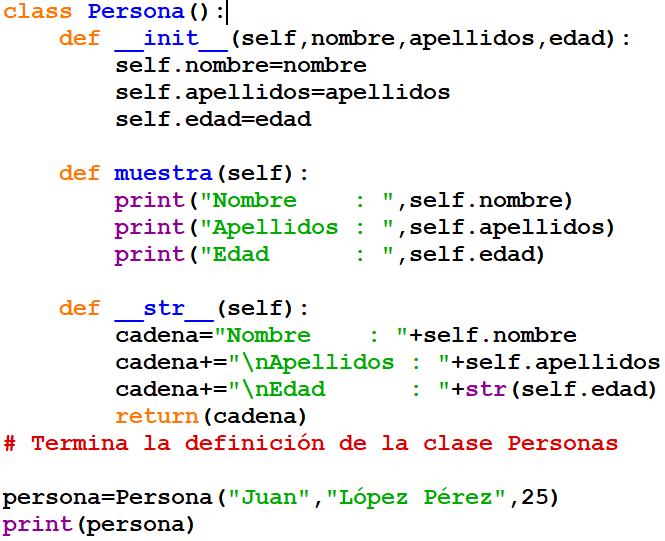 class Persona():
    def __init__(self,nombre,apellidos,edad):
        self.nombre=nombre
        self.apellidos=apellidos
        self.edad=edad

    def muestra(self):
        print("Nombre    : ",self.nombre)
        print("Apellidos : ",self.apellidos)
        print("Edad      : ",self.edad)

    def __str__(self):
        cadena="Nombre    : "+self.nombre
        cadena+="\nApellidos : "+self.apellidos
        cadena+="\nEdad      : "+str(self.edad)
        return(cadena)
# Termina la definición de la clase Personas

persona=Persona("Juan","López Pérez",25)
print(persona)